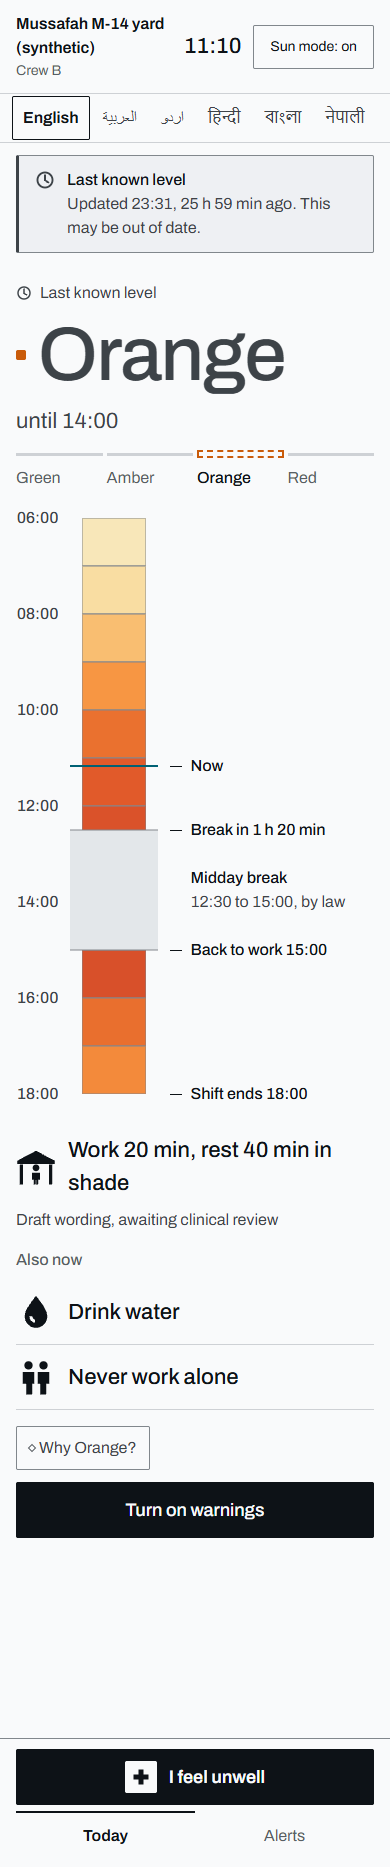 Mussafah M-14 yard
(synthetic)
Crew B
11:10
Sun mode: on
English
العربية
اردو
हिन्दी
বাংলা
नेपाली
Last known level
Updated 23:31, 25 h 59 min ago. This
may be out of date.
Last known level
Orange
until 14:00
Green
Amber
Orange
Red
06:00
08:00
10:00
Now
12:00
Break in 1 h 20 min
Midday break
14:00
12:30 to 15:00, by law
Back to work 15:00
16:00
18:00
Shift ends 18:00
Work 20 min, rest 40 min in
shade
Draft wording, awaiting clinical review
Also now
Drink water
Never work alone
Why Orange?
Turn on warnings
I feel unwell
Today
Alerts